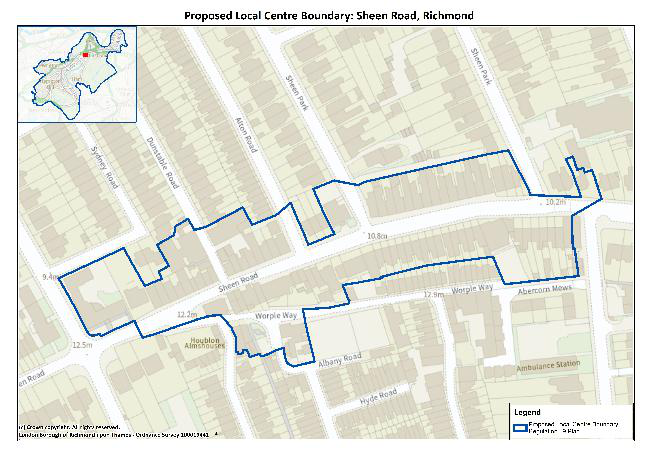 Proposed Local Centre Boundary: Sheen Road, Richmond
Sheen Park
Sheen Park
Alton Road
Dunstable Road
Sydney Road
10.2m
10.8m
9.4m
Sheen Road
12.2m
12.9m
Worple Way
Abercorn Mews
Worple Way
12.5m
Houblon
Almshouses
Albany Road
Ambulance Station
Hyde Road
Road
Legend
Proposed Local Centre Boundary
(c) Crown copyright. All rights reserved.
London Borough of Richmond upon Thames - Ordnance Survey 100019441